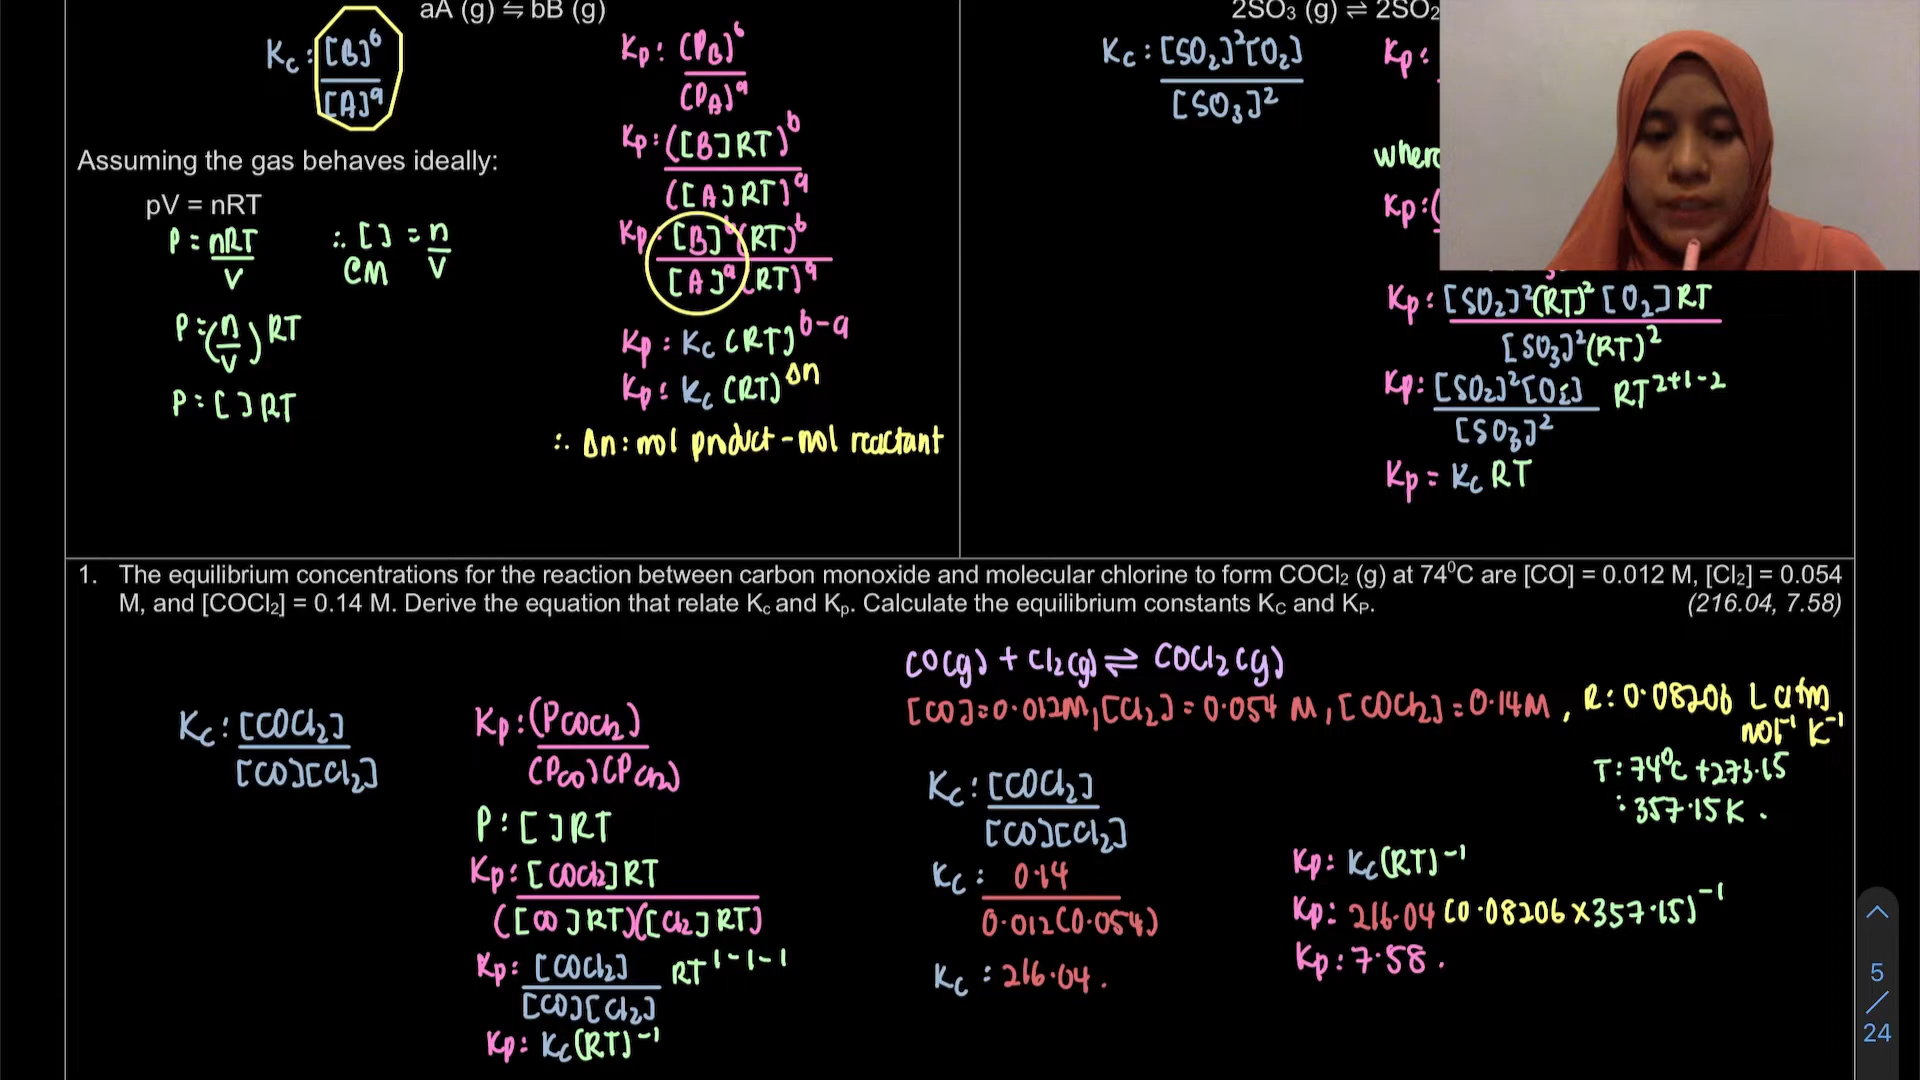 aA (g) ⇌ bB (g)
Kc : [B]^b
[A]^a
Kp : (PB)^b
(PA)^a
Kp : ([B]RT)^b
([A]RT)^a
Assuming the gas behaves ideally:
pV = nRT
P = nRT
V
∴ [ ] = n
CM V
Kp : [B]^b (RT)^b
[A]^a (RT)^a
P = (n/V) RT
Kp : Kc (RT)^b-a
Kp : Kc (RT)^Δn
P : [ ] RT
∴ Δn : mol product - mol reactant
2SO₃ (g) ⇌ 2SO₂
Kc : [SO₂]²[O₂]
[SO₃]²
Kp :
where
Kp : (
Kp : [SO₂]²(RT)² [O₂] RT
[SO₃]²(RT)²
Kp : [SO₂]²[O₂] RT^2+1-2
[SO₃]²
Kp = Kc RT
1. The equilibrium concentrations for the reaction between carbon monoxide and molecular chlorine to form COCl₂ (g) at 74⁰C are [CO] = 0.012 M, [Cl₂] = 0.054
M, and [COCl₂] = 0.14 M. Derive the equation that relate Kc and Kp. Calculate the equilibrium constants KC and KP. (216.04, 7.58)
CO(g) + Cl₂(g) ⇌ COCl₂(g)
[CO]=0.012M, [Cl₂] = 0.054 M, [COCl₂] = 0.14M, R : 0.08206 L atm
mol⁻¹ K⁻¹
T : 74⁰C + 273.15
: 357.15K .
Kc : [COCl₂]
[CO][Cl₂]
Kp : (PCOCl₂)
(PCO)(PCl₂)
P : [ ] RT
Kp : [COCl₂] RT
([CO] RT)([Cl₂] RT)
Kp : [COCl₂] RT^1-1-1
[CO][Cl₂]
Kp : Kc (RT)⁻¹
Kc : [COCl₂]
[CO][Cl₂]
Kc : 0.14
0.012(0.054)
Kc : 216.04 .
Kp : Kc (RT)⁻¹
Kp : 216.04 (0.08206 × 357.15)⁻¹
Kp : 7.58 .
5
/
24